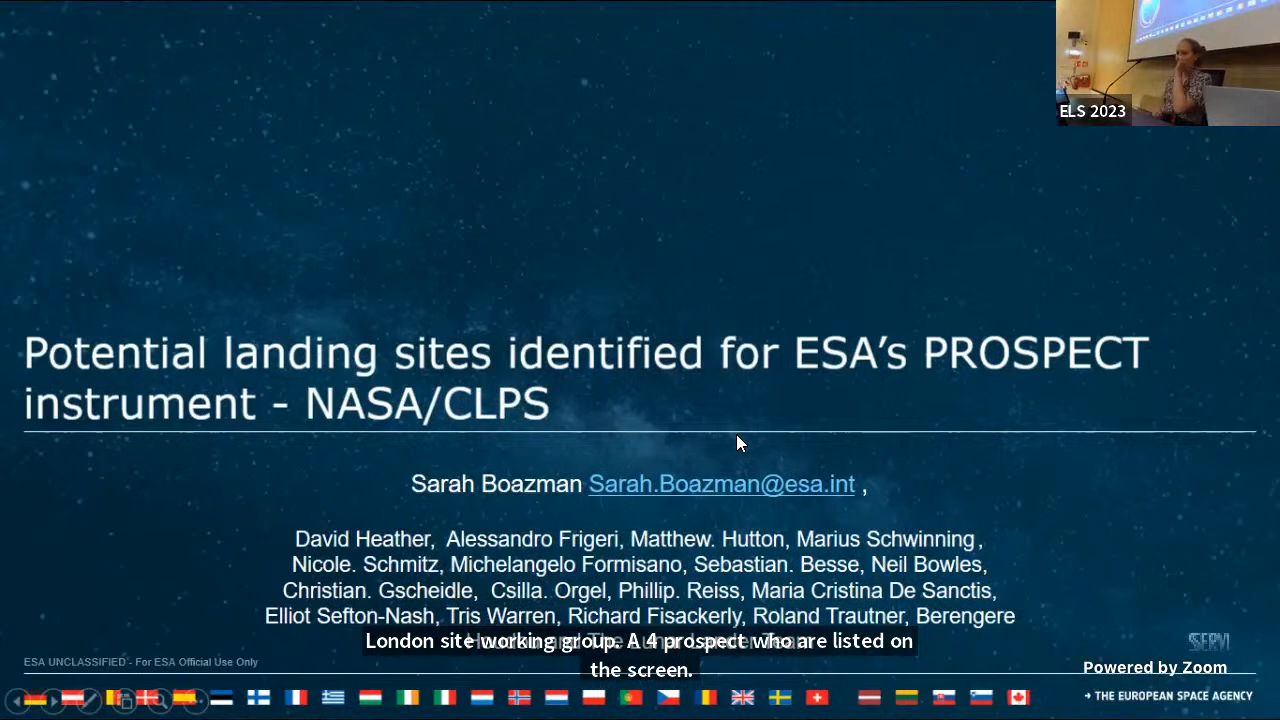 ELS 2023
Potential landing sites identified for ESA's PROSPECT
instrument - NASA/CLPS
Sarah Boazman Sarah.Boazman@esa.int ,
David Heather, Alessandro Frigeri, Matthew. Hutton, Marius Schwinning,
Nicole. Schmitz, Michelangelo Formisano, Sebastian. Besse, Neil Bowles,
Christian. Gscheidle, Csilla. Orgel, Phillip. Reiss, Maria Cristina De Sanctis,
Elliot Sefton-Nash, Tris Warren, Richard Fisackerly, Roland Trautner, Berengere
London site working group. A 4 prospect who are listed on
the screen.
ESA UNCLASSIFIED - For ESA Official Use Only
Powered by Zoom
→ THE EUROPEAN SPACE AGENCY